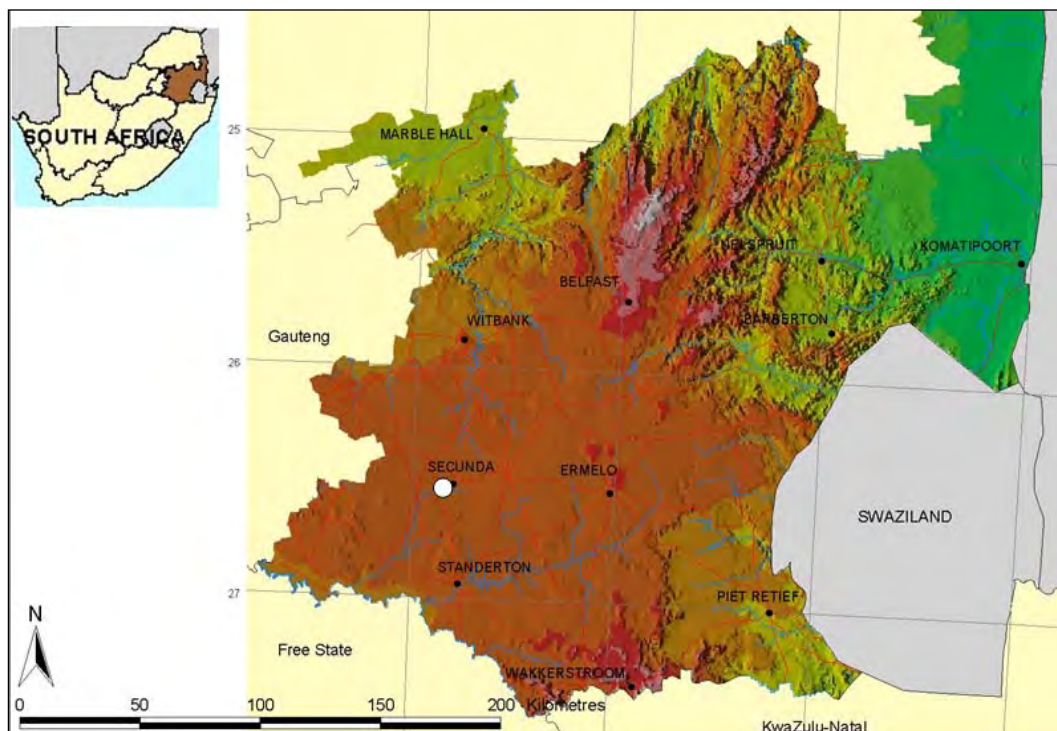 SOUTH AFRICA
25
MARBLE HALL
NELSPRUIT
KOMATIPOORT
BELFAST
WITBANK
BARBERTON
Gauteng
26
SECUNDA
ERMELO
SWAZILAND
STANDERTON
27
PIET RETIEF
N
Free State
WAKKERSTROOM
0 50 100 150 200 Kilometres
KwaZulu-Natal